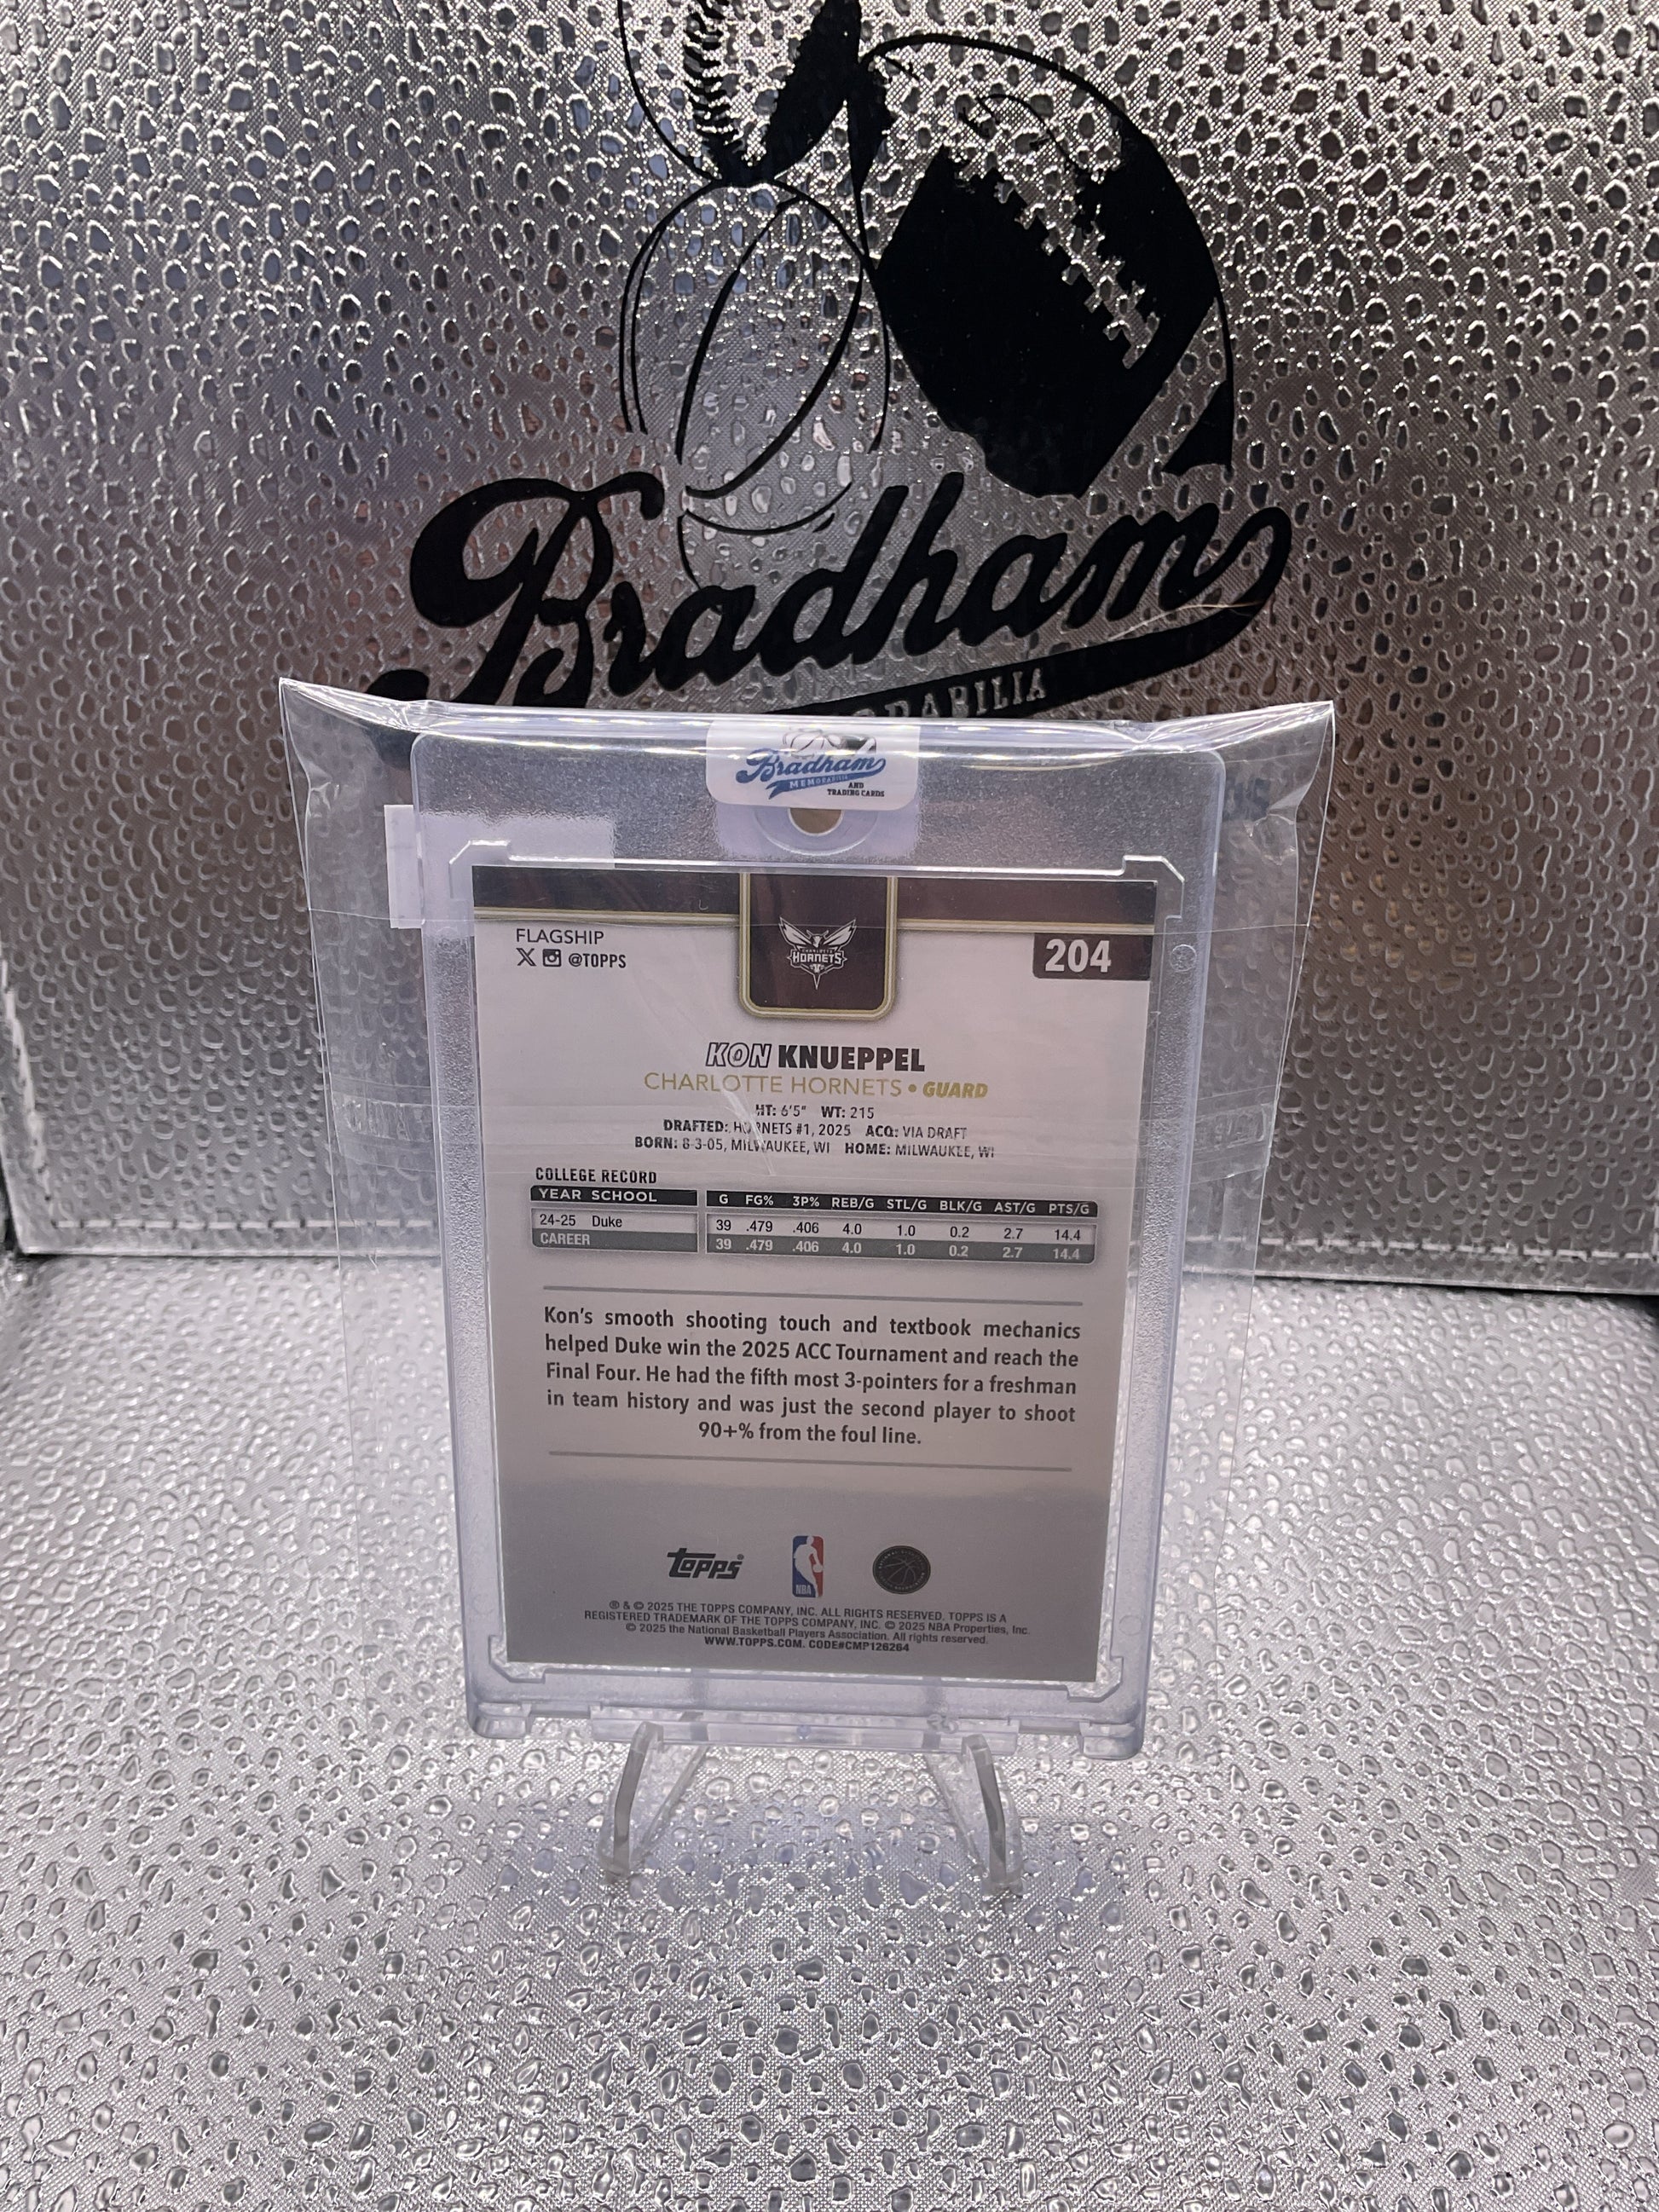 Bradham
MEMORABILIA
Bradham
MEMORABILIA
AND
TRADING CARDS
FLAGSHIP
@TOPPS
CHARLOTTE
HORNETS
204
KON KNUEPPEL
CHARLOTTE HORNETS • GUARD
HT: 6'5" WT: 215
DRAFTED: HORNETS #1, 2025 ACQ: VIA DRAFT
BORN: 8-3-05, MILWAUKEE, WI HOME: MILWAUKEE, WI
COLLEGE RECORD
YEAR SCHOOL G FG% 3P% REB/G STL/G BLK/G AST/G PTS/G
24-25 Duke 39 .479 .406 4.0 1.0 0.2 2.7 14.4
CAREER 39 .479 .406 4.0 1.0 0.2 2.7 14.4
Kon's smooth shooting touch and textbook mechanics
helped Duke win the 2025 ACC Tournament and reach the
Final Four. He had the fifth most 3-pointers for a freshman
in team history and was just the second player to shoot
90+% from the foul line.
topps®
NBA
® & © 2025 THE TOPPS COMPANY, INC. ALL RIGHTS RESERVED. TOPPS IS A
REGISTERED TRADEMARK OF THE TOPPS COMPANY, INC. © 2025 NBA Properties, Inc.
© 2025 the National Basketball Players Association. All rights reserved.
WWW.TOPPS.COM. CODE#CMP126264